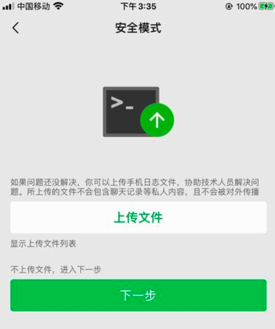 中国移动 下午 3:35 100%
安全模式
>_
如果问题还没解决，你可以上传手机日志文件，协助技术人员解决问
题。所上传的文件不会包含聊天记录等私人内容，且不会被对外传播
上传文件
显示上传文件列表
不上传文件，进入下一步
下一步